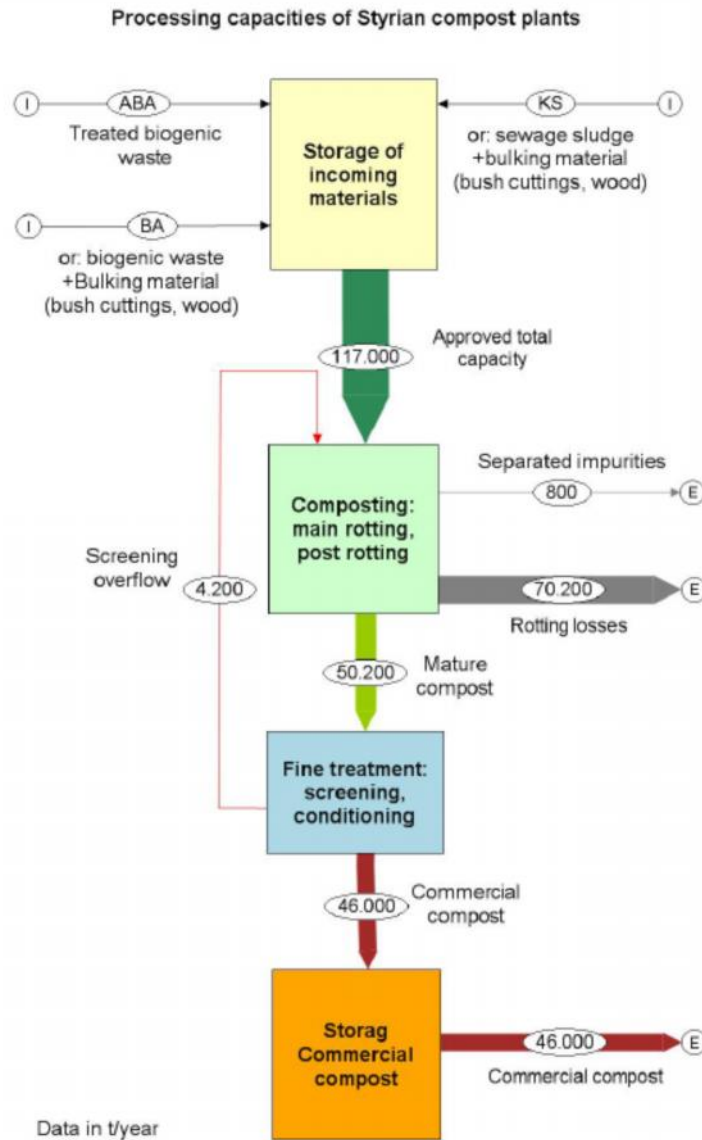 Processing capacities of Styrian compost plants
I
ABA
Treated biogenic
waste
KS
I
or: sewage sludge
+bulking material
(bush cuttings, wood)
Storage of
incoming
materials
I
BA
or: biogenic waste
+Bulking material
(bush cuttings, wood)
117.000
Approved total
capacity
Composting:
main rotting,
post rotting
Separated impurities
800
E
70.200
E
Rotting losses
Screening
overflow
4.200
50.200
Mature
compost
Fine treatment:
screening,
conditioning
46.000
Commercial
compost
Storag
Commercial
compost
46.000
E
Commercial compost
Data in t/year